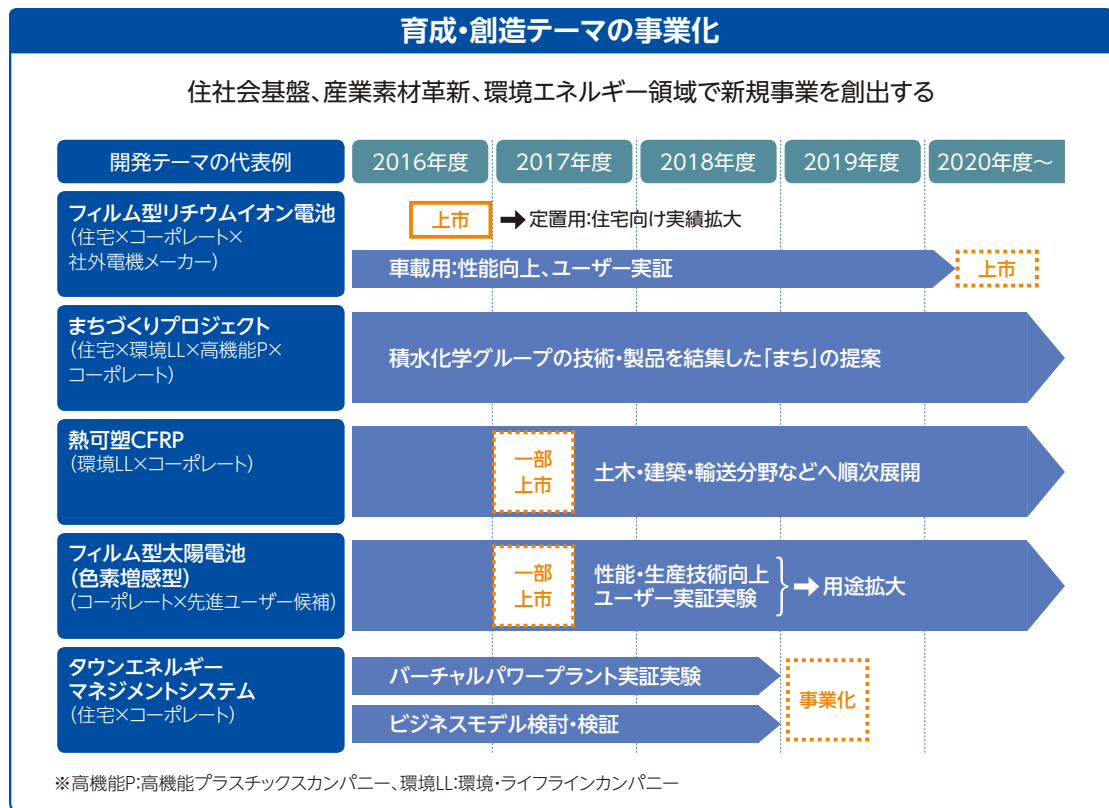 育成・創造テーマの事業化
住社会基盤、産業素材革新、環境エネルギー領域で新規事業を創出する
開発テーマの代表例
2016年度
2017年度
2018年度
2019年度
2020年度～
フィルム型リチウムイオン電池
(住宅×コーポレート×
社外電機メーカー)
上市
➡定置用:住宅向け実績拡大
車載用:性能向上、ユーザー実証
上市
まちづくりプロジェクト
(住宅×環境LL×高機能P×
コーポレート)
積水化学グループの技術・製品を結集した「まち」の提案
熱可塑CFRP
(環境LL×コーポレート)
一部
上市
土木・建築・輸送分野などへ順次展開
フィルム型太陽電池
(色素増感型)
(コーポレート×先進ユーザー候補)
一部
上市
性能・生産技術向上
ユーザー実証実験
➡用途拡大
タウンエネルギー
マネジメントシステム
(住宅×コーポレート)
バーチャルパワープラント実証実験
ビジネスモデル検討・検証
事業化
※高機能P:高機能プラスチックスカンパニー、環境LL:環境・ライフラインカンパニー